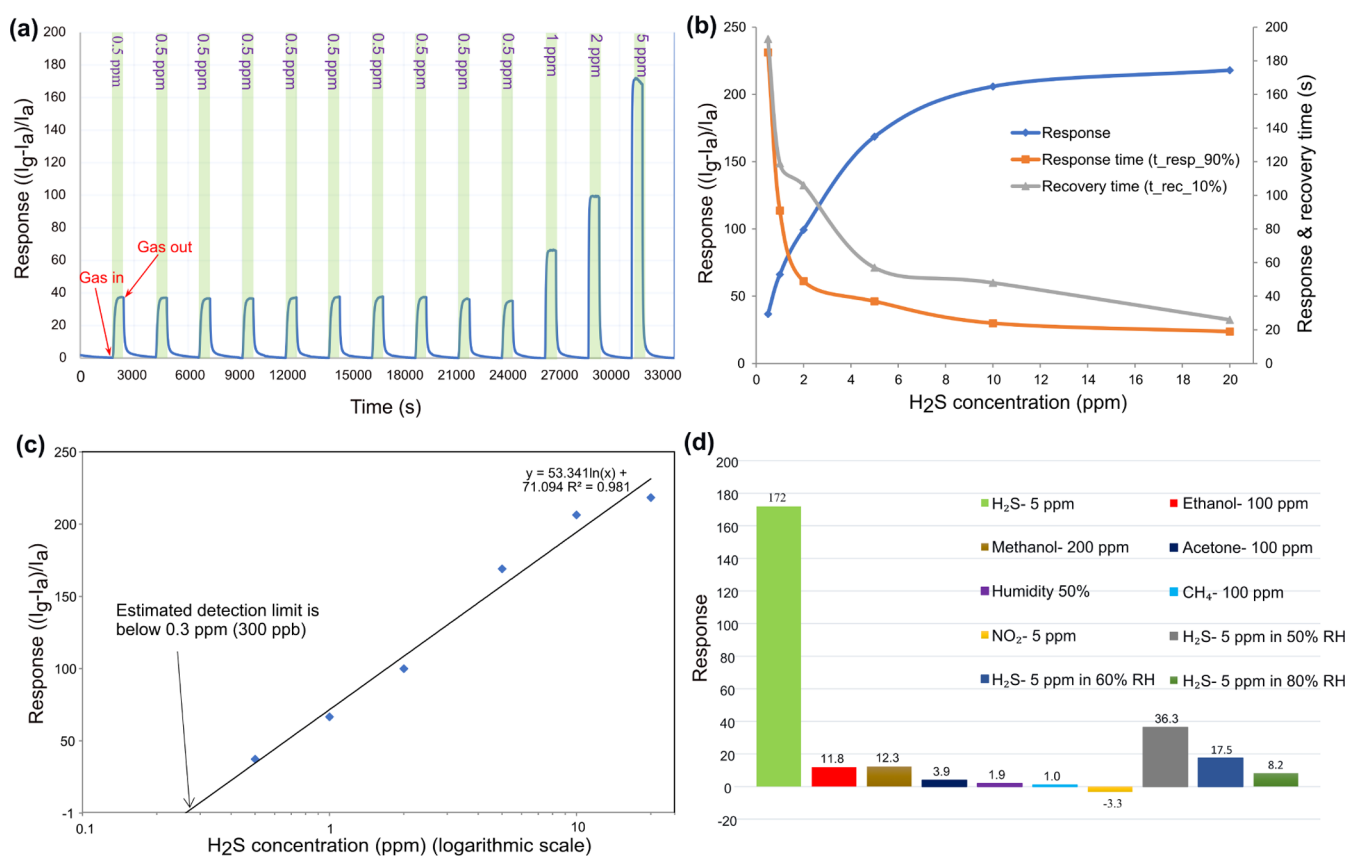 (a)
200
180
160
140
120
100
80
60
40
20
0
Response ((Ig-Ia)/Ia)
0.5 ppm
0.5 ppm
0.5 ppm
0.5 ppm
0.5 ppm
0.5 ppm
0.5 ppm
0.5 ppm
0.5 ppm
0.5 ppm
1 ppm
2 ppm
5 ppm
Gas in
Gas out
0 3000 6000 9000 12000 15000 18000 21000 24000 27000 30000 33000
Time (s)
(b)
250
200
150
100
50
0
Response ((Ig-Ia)/Ia)
Response
Response time (t_resp_90%)
Recovery time (t_rec_10%)
200
180
160
140
120
100
80
60
40
20
0
Response & recovery time (s)
0 2 4 6 8 10 12 14 16 18 20
H2S concentration (ppm)
(c)
250
200
150
100
50
-1
Response ((Ig-Ia)/Ia)
y = 53.341ln(x) +
71.094 R² = 0.981
Estimated detection limit is
below 0.3 ppm (300 ppb)
0.1 1 10
H2S concentration (ppm) (logarithmic scale)
(d)
200
180
160
140
120
100
80
60
40
20
0
-20
Response
172
11.8
12.3
3.9
1.9
1.0
-3.3
36.3
17.5
8.2
H₂S- 5 ppm
Ethanol- 100 ppm
Methanol- 200 ppm
Acetone- 100 ppm
Humidity 50%
CH₄- 100 ppm
NO₂- 5 ppm
H₂S- 5 ppm in 50% RH
H₂S- 5 ppm in 60% RH
H₂S- 5 ppm in 80% RH